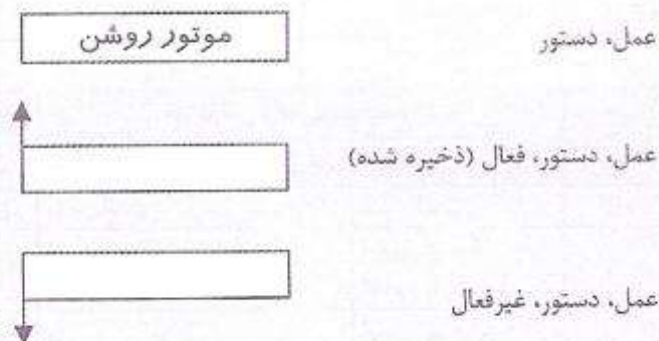 عمل، دستور
موتور روشن
عمل، دستور، فعال (ذخیره شده)
عمل، دستور، غیرفعال